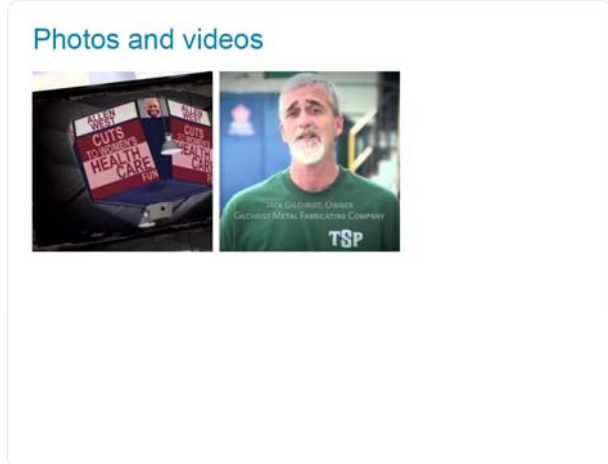 Photos and videos
ALLEN
WEST
CUTS
TO WOMEN'S
HEALTH
CARE
FUN
ALLEN
WEST
CUTS
HEALTH
CARE
F
JACK GILCHRIST, OWNER
GILCHRIST METAL FABRICATING COMPANY
TSP